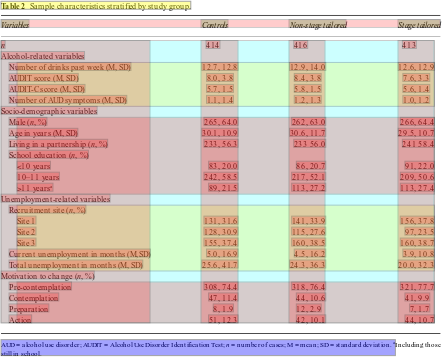 Table 2 Sample characteristics stratified by study group.
Variables Controls Non-stage tailored Stage tailored
n 414 416 413
Alcohol-related variables
Number of drinks past week (M, SD) 12.7, 12.8 12.9, 14.0 12.6, 12.9
AUDIT score (M, SD) 8.0, 3.8 8.4, 3.8 7.6, 3.3
AUDIT-C score (M, SD) 5.7, 1.5 5.8, 1.5 5.6, 1.4
Number of AUD symptoms (M, SD) 1.1, 1.4 1.2, 1.3 1.0, 1.2
Socio-demographic variables
Male (n, %) 265, 64.0 262, 63.0 266, 64.4
Age in years (M, SD) 30.1, 10.9 30.6, 11.7 29.5, 10.7
Living in a partnership (n, %) 233, 56.3 233 56.0 241 58.4
School education (n, %)
<10 years 83, 20.0 86, 20.7 91, 22.0
10–11 years 242, 58.5 217, 52.1 209, 50.6
>11 yearsᵃ 89, 21.5 113, 27.2 113, 27.4
Unemployment-related variables
Recruitment site (n, %)
Site 1 131, 31.6 141, 33.9 156, 37.8
Site 2 128, 30.9 115, 27.6 97, 23.5
Site 3 155, 37.4 160, 38.5 160, 38.7
Current unemployment in months (M, SD) 5.0, 16.9 4.5, 16.2 3.9, 10.8
Total unemployment in months (M, SD) 25.6, 41.7 24.3, 36.3 20.0, 32.3
Motivation to change (n, %)
Pre-contemplation 308, 74.4 318, 76.4 321, 77.7
Contemplation 47, 11.4 44, 10.6 41, 9.9
Preparation 8, 1.9 12, 2.9 7, 1.7
Action 51, 12.3 42, 10.1 44, 10.7
AUD = alcohol use disorder; AUDIT = Alcohol Use Disorder Identification Test; n = number of cases; M = mean; SD = standard deviation. ᵃIncluding those
still in school.